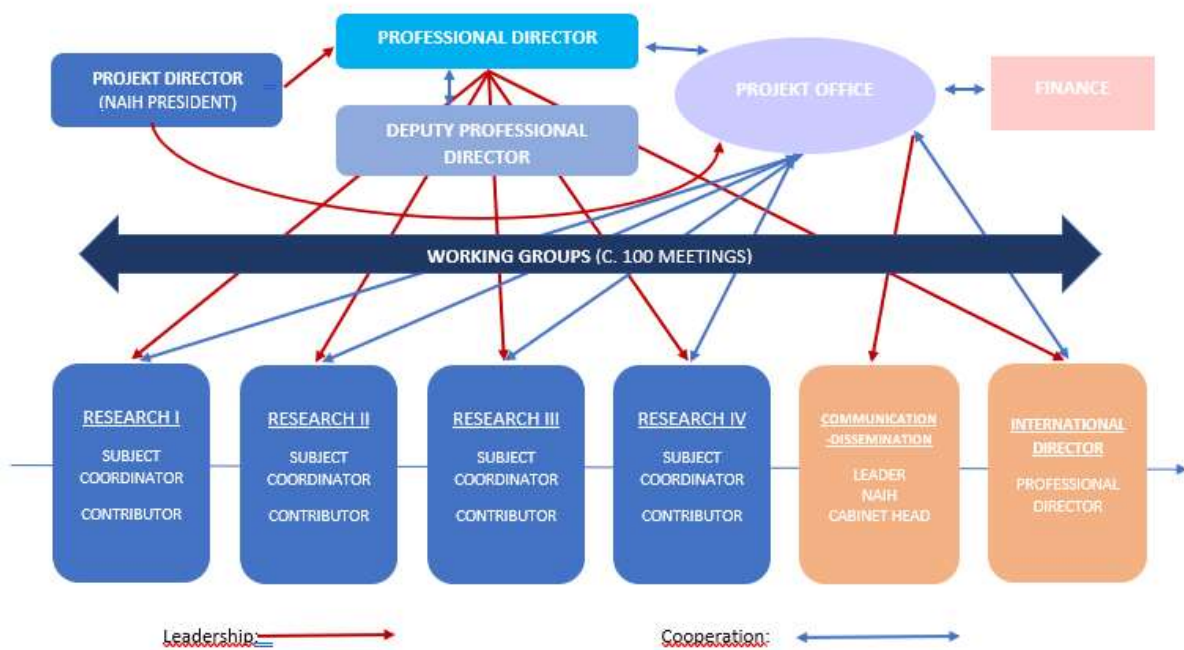 PROFESSIONAL DIRECTOR
PROJEKT DIRECTOR
(NAIH PRESIDENT)
PROJEKT OFFICE
FINANCE
DEPUTY PROFESSIONAL
DIRECTOR
WORKING GROUPS (C. 100 MEETINGS)
RESEARCH I
SUBJECT
COORDINATOR
CONTRIBUTOR
RESEARCH II
SUBJECT
COORDINATOR
CONTRIBUTOR
RESEARCH III
SUBJECT
COORDINATOR
CONTRIBUTOR
RESEARCH IV
SUBJECT
COORDINATOR
CONTRIBUTOR
COMMUNICATION
-DISSEMINATION
LEADER
NAIH
CABINET HEAD
INTERNATIONAL
DIRECTOR
PROFESSIONAL
DIRECTOR
Leadership:
Cooperation: